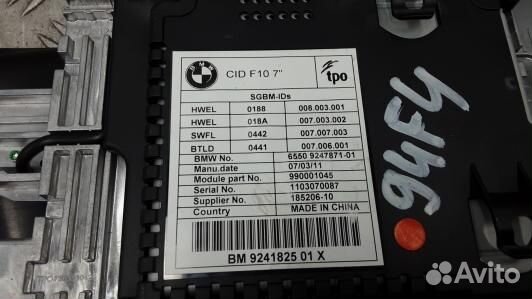 BMW
CID F10 7"
tpo
SGBM-IDs
HWEL 0188 008.003.001
HWEL 018A 007.003.002
SWFL 0442 007.007.003
BTLD 0441 007.006.001
BMW No. 6550 9247871-01
Manu.date 07/03/11
Module part No. 990001045
Serial No. 1103070087
Supplier No. 185206-10
Country MADE IN CHINA
BM 9241825 01 X
94F4
Avito